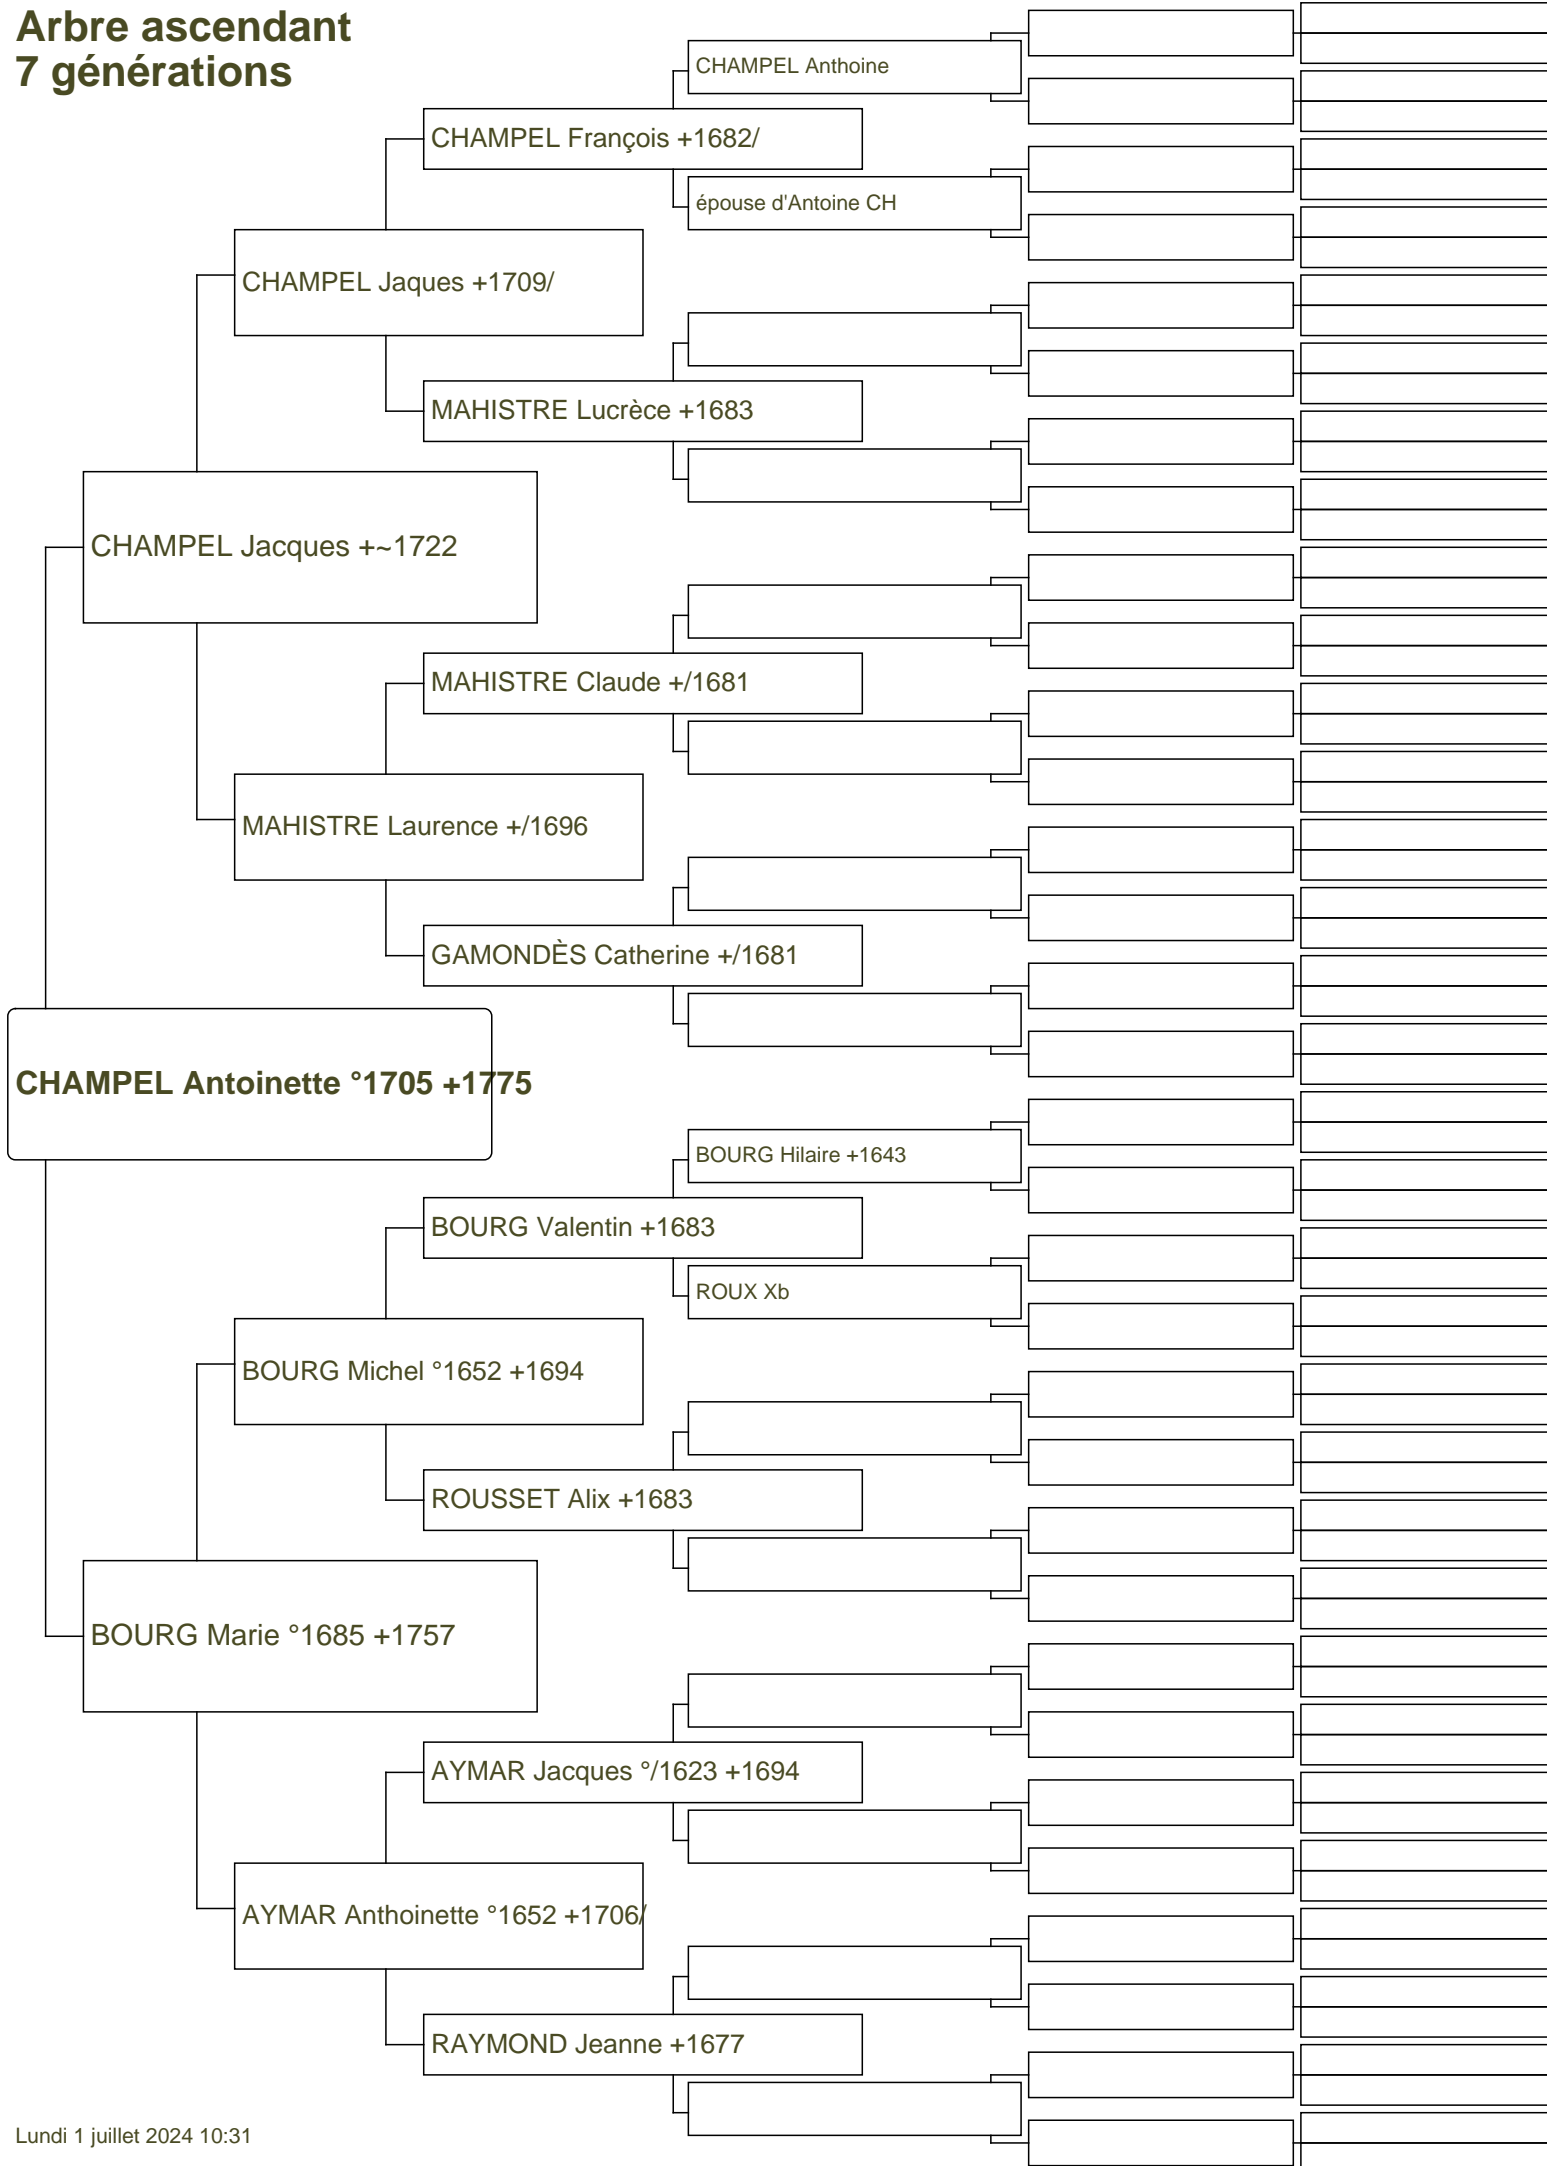 Arbre ascendant
7 générations
CHAMPEL Anthoine
CHAMPEL François +1682/
épouse d'Antoine CH
CHAMPEL Jaques +1709/
MAHISTRE Lucrèce +1683
CHAMPEL Jacques +~1722
MAHISTRE Claude +/1681
MAHISTRE Laurence +/1696
GAMONDÈS Catherine +/1681
CHAMPEL Antoinette °1705 +1775
BOURG Hilaire +1643
BOURG Valentin +1683
ROUX Xb
BOURG Michel °1652 +1694
ROUSSET Alix +1683
BOURG Marie °1685 +1757
AYMAR Jacques °/1623 +1694
AYMAR Anthoinette °1652 +1706/
RAYMOND Jeanne +1677
Lundi 1 juillet 2024 10:31